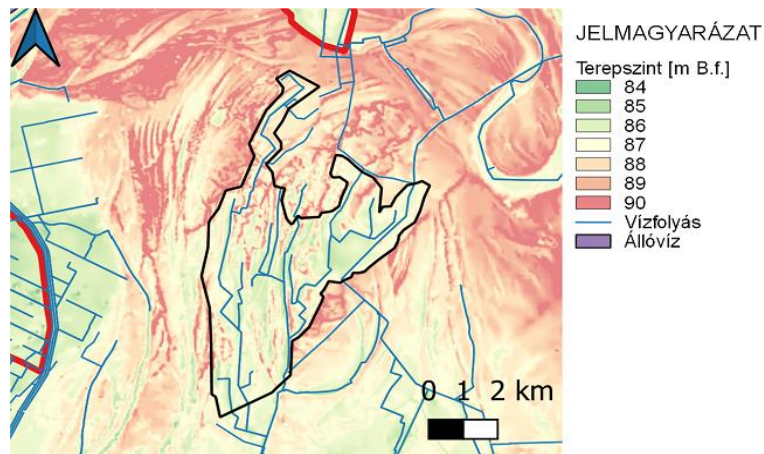 JELMAGYARÁZAT
Terepszint [m B.f.]
84
85
86
87
88
89
90
Vízfolyás
Állóvíz
0 1 2 km